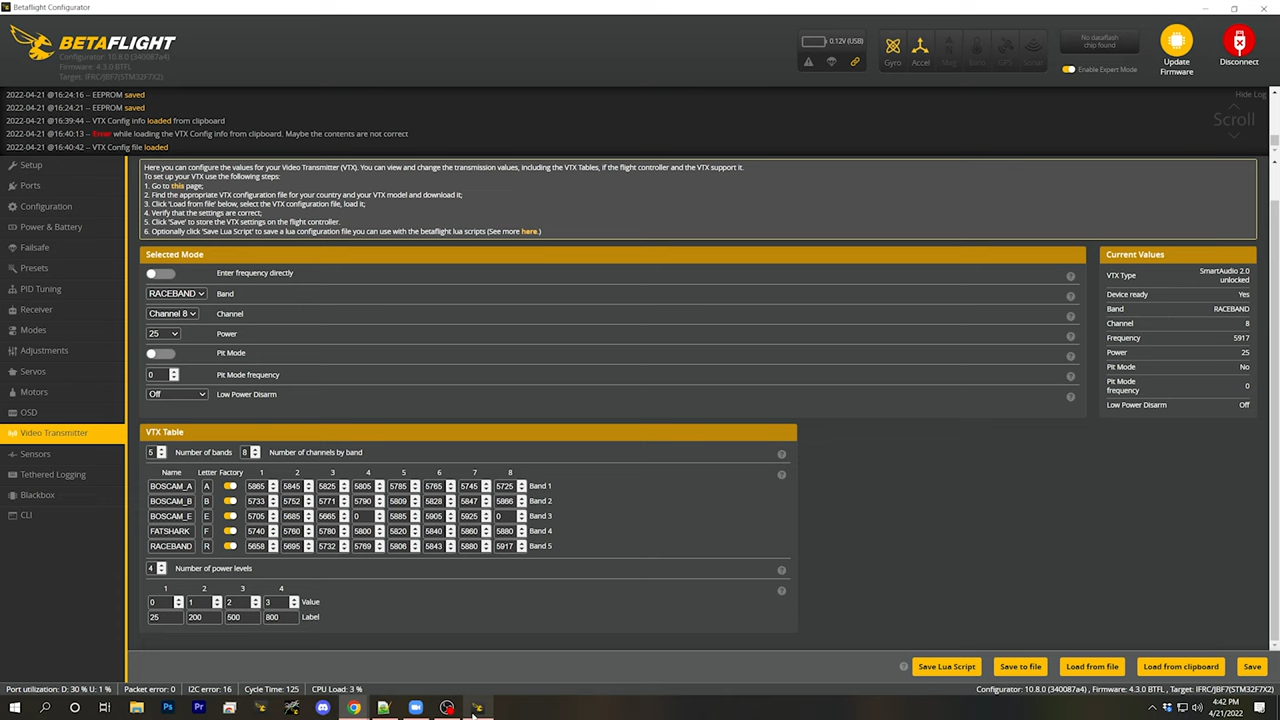 Betaflight Configurator
BETAFLIGHT
Configurator: 10.8.0 (340087a4)
Firmware: 4.3.0 BTFL
Target: IFRC/JBF7(STM32F7X2)
0.12V (USB)
Gyro Accel Mag Baro GPS Sonar
No dataflash
chip found
Enable Expert Mode
Update
Firmware
Disconnect
2022-04-21 @16:24:16 -- EEPROM saved
2022-04-21 @16:24:21 -- EEPROM saved
2022-04-21 @16:39:44 -- VTX Config info loaded from clipboard
2022-04-21 @16:40:13 -- Error while loading the VTX Config info from clipboard. Maybe the contents are not correct
2022-04-21 @16:40:42 -- VTX Config file loaded
Hide Log
Scroll
Setup
Ports
Configuration
Power & Battery
Failsafe
Presets
PID Tuning
Receiver
Modes
Adjustments
Servos
Motors
OSD
Video Transmitter
Sensors
Tethered Logging
Blackbox
CLI
Here you can configure the values for your Video Transmitter (VTX). You can view and change the transmission values, including the VTX Tables, if the flight controller and the VTX support it.
To set up your VTX use the following steps:
1. Go to this page;
2. Find the appropriate VTX configuration file for your country and your VTX model and download it;
3. Click 'Load from file' below, select the VTX configuration file, load it;
4. Verify that the settings are correct;
5. Click 'Save' to store the VTX settings on the flight controller.
6. Optionally click 'Save Lua Script' to save a lua configuration file you can use with the betaflight lua scripts (See more here.)
Selected Mode
Enter frequency directly
RACEBAND Band
Channel 8 Channel
25 Power
Pit Mode
0 Pit Mode frequency
Off Low Power Disarm
Current Values
VTX Type SmartAudio 2.0
unlocked
Device ready Yes
Band RACEBAND
Channel 8
Frequency 5917
Power 25
Pit Mode No
Pit Mode
frequency 0
Low Power Disarm Off
VTX Table
5 Number of bands 8 Number of channels by band
Name Letter Factory 1 2 3 4 5 6 7 8
BOSCAM_A A 5865 5845 5825 5805 5785 5765 5745 5725 Band 1
BOSCAM_B B 5733 5752 5771 5790 5809 5828 5847 5866 Band 2
BOSCAM_E E 5705 5685 5665 0 5885 5905 5925 0 Band 3
FATSHARK F 5740 5760 5780 5800 5820 5840 5860 5880 Band 4
RACEBAND R 5658 5695 5732 5769 5806 5843 5880 5917 Band 5
4 Number of power levels
1 2 3 4
0 1 2 3 Value
25 200 500 800 Label
Save Lua Script Save to file Load from file Load from clipboard Save
Port utilization: D: 30 % U: 1 % Packet error: 0 I2C error: 16 Cycle Time: 125 CPU Load: 3 % Configurator: 10.8.0 (340087a4) , Firmware: 4.3.0 BTFL, Target: IFRC/JBF7(STM32F7X2)
4:42 PM
4/21/2022